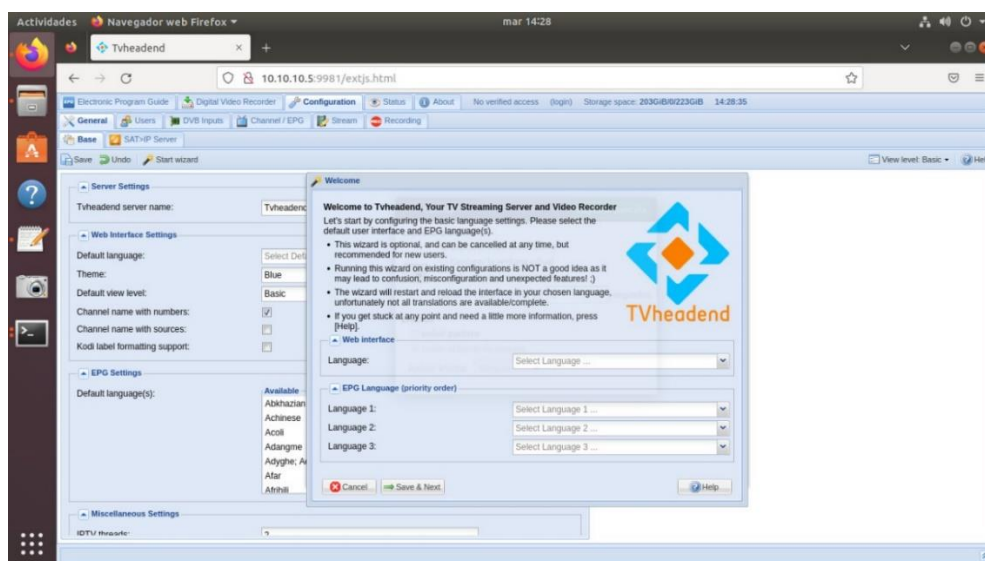 Actividades Navegador web Firefox mar 14:28
Tvheadend
10.10.10.5:9981/extjs.html
Electronic Program Guide Digital Video Recorder Configuration Status About No verified access (login) Storage space: 203GiB/0/223GiB 14:28:35
General Users DVB Inputs Channel / EPG Stream Recording
Base SAT>IP Server
Save Undo Start wizard View level: Basic Hel
Server Settings
Tvheadend server name: Tvheadend
Web Interface Settings
Default language: Select Def
Theme: Blue
Default view level: Basic
Channel name with numbers:
Channel name with sources:
Kodi label formatting support:
EPG Settings
Default language(s): Available
Abkhazian
Achinese
Acoli
Adangme
Adyghe; A
Afar
Afrihili
Miscellaneous Settings
IPTV threads: 2
Welcome
Welcome to Tvheadend, Your TV Streaming Server and Video Recorder
Let's start by configuring the basic language settings. Please select the
default user interface and EPG language(s).
• This wizard is optional, and can be cancelled at any time, but
recommended for new users.
• Running this wizard on existing configurations is NOT a good idea as it
may lead to confusion, misconfiguration and unexpected features! ;)
• The wizard will restart and reload the interface in your chosen language,
unfortunately not all translations are available/complete.
• If you get stuck at any point and need a little more information, press
[Help].
TVheadend
Web interface
Language: Select Language ...
EPG Language (priority order)
Language 1: Select Language 1 ...
Language 2: Select Language 2 ...
Language 3: Select Language 3 ...
Cancel Save & Next Help